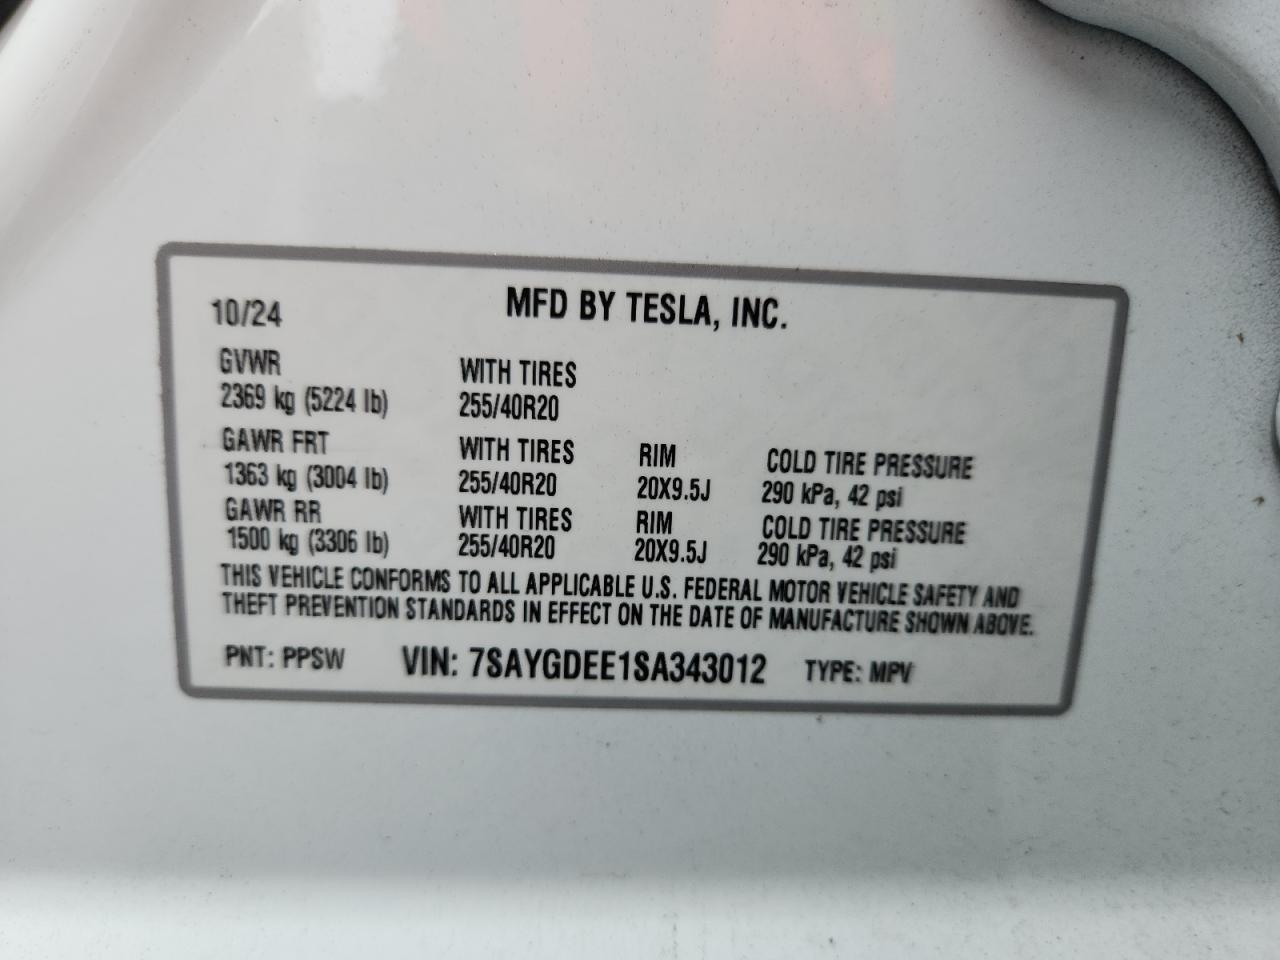 10/24 MFD BY TESLA, INC.
GVWR WITH TIRES
2369 kg (5224 lb) 255/40R20
GAWR FRT WITH TIRES RIM COLD TIRE PRESSURE
1363 kg (3004 lb) 255/40R20 20X9.5J 290 kPa, 42 psi
GAWR RR WITH TIRES RIM COLD TIRE PRESSURE
1500 kg (3306 lb) 255/40R20 20X9.5J 290 kPa, 42 psi
THIS VEHICLE CONFORMS TO ALL APPLICABLE U.S. FEDERAL MOTOR VEHICLE SAFETY AND
THEFT PREVENTION STANDARDS IN EFFECT ON THE DATE OF MANUFACTURE SHOWN ABOVE.
PNT: PPSW VIN: 7SAYGDEE1SA343012 TYPE: MPV